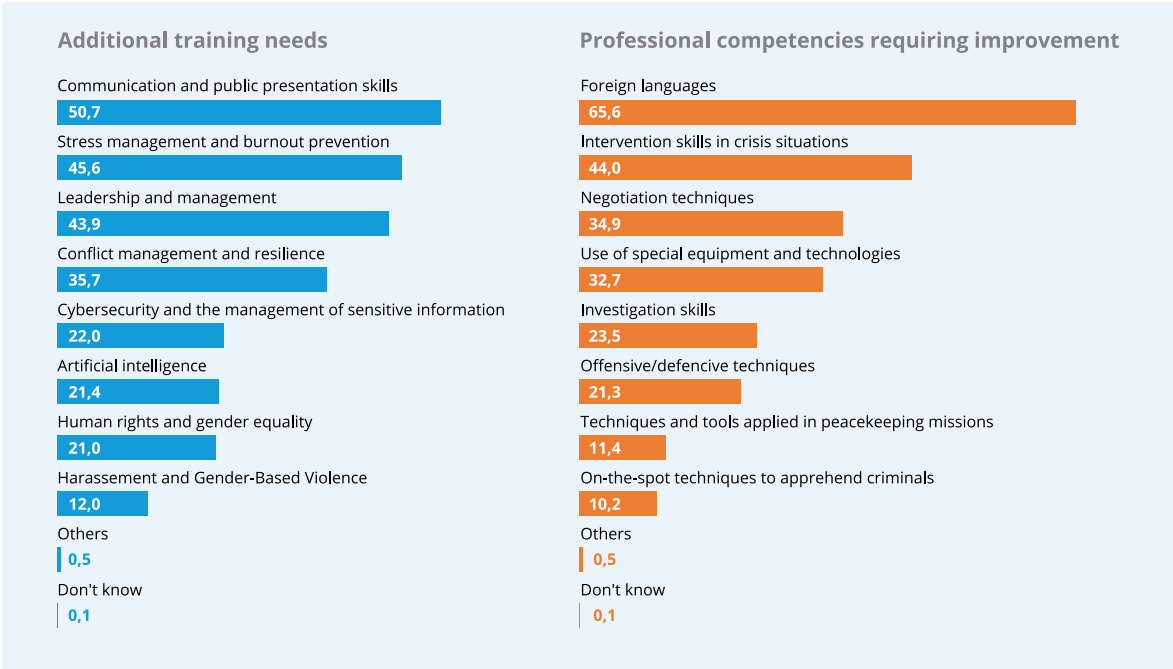 Additional training needs
Communication and public presentation skills
50,7
Stress management and burnout prevention
45,6
Leadership and management
43,9
Conflict management and resilience
35,7
Cybersecurity and the management of sensitive information
22,0
Artificial intelligence
21,4
Human rights and gender equality
21,0
Harassement and Gender-Based Violence
12,0
Others
0,5
Don't know
0,1
Professional competencies requiring improvement
Foreign languages
65,6
Intervention skills in crisis situations
44,0
Negotiation techniques
34,9
Use of special equipment and technologies
32,7
Investigation skills
23,5
Offensive/defencive techniques
21,3
Techniques and tools applied in peacekeeping missions
11,4
On-the-spot techniques to apprehend criminals
10,2
Others
0,5
Don't know
0,1